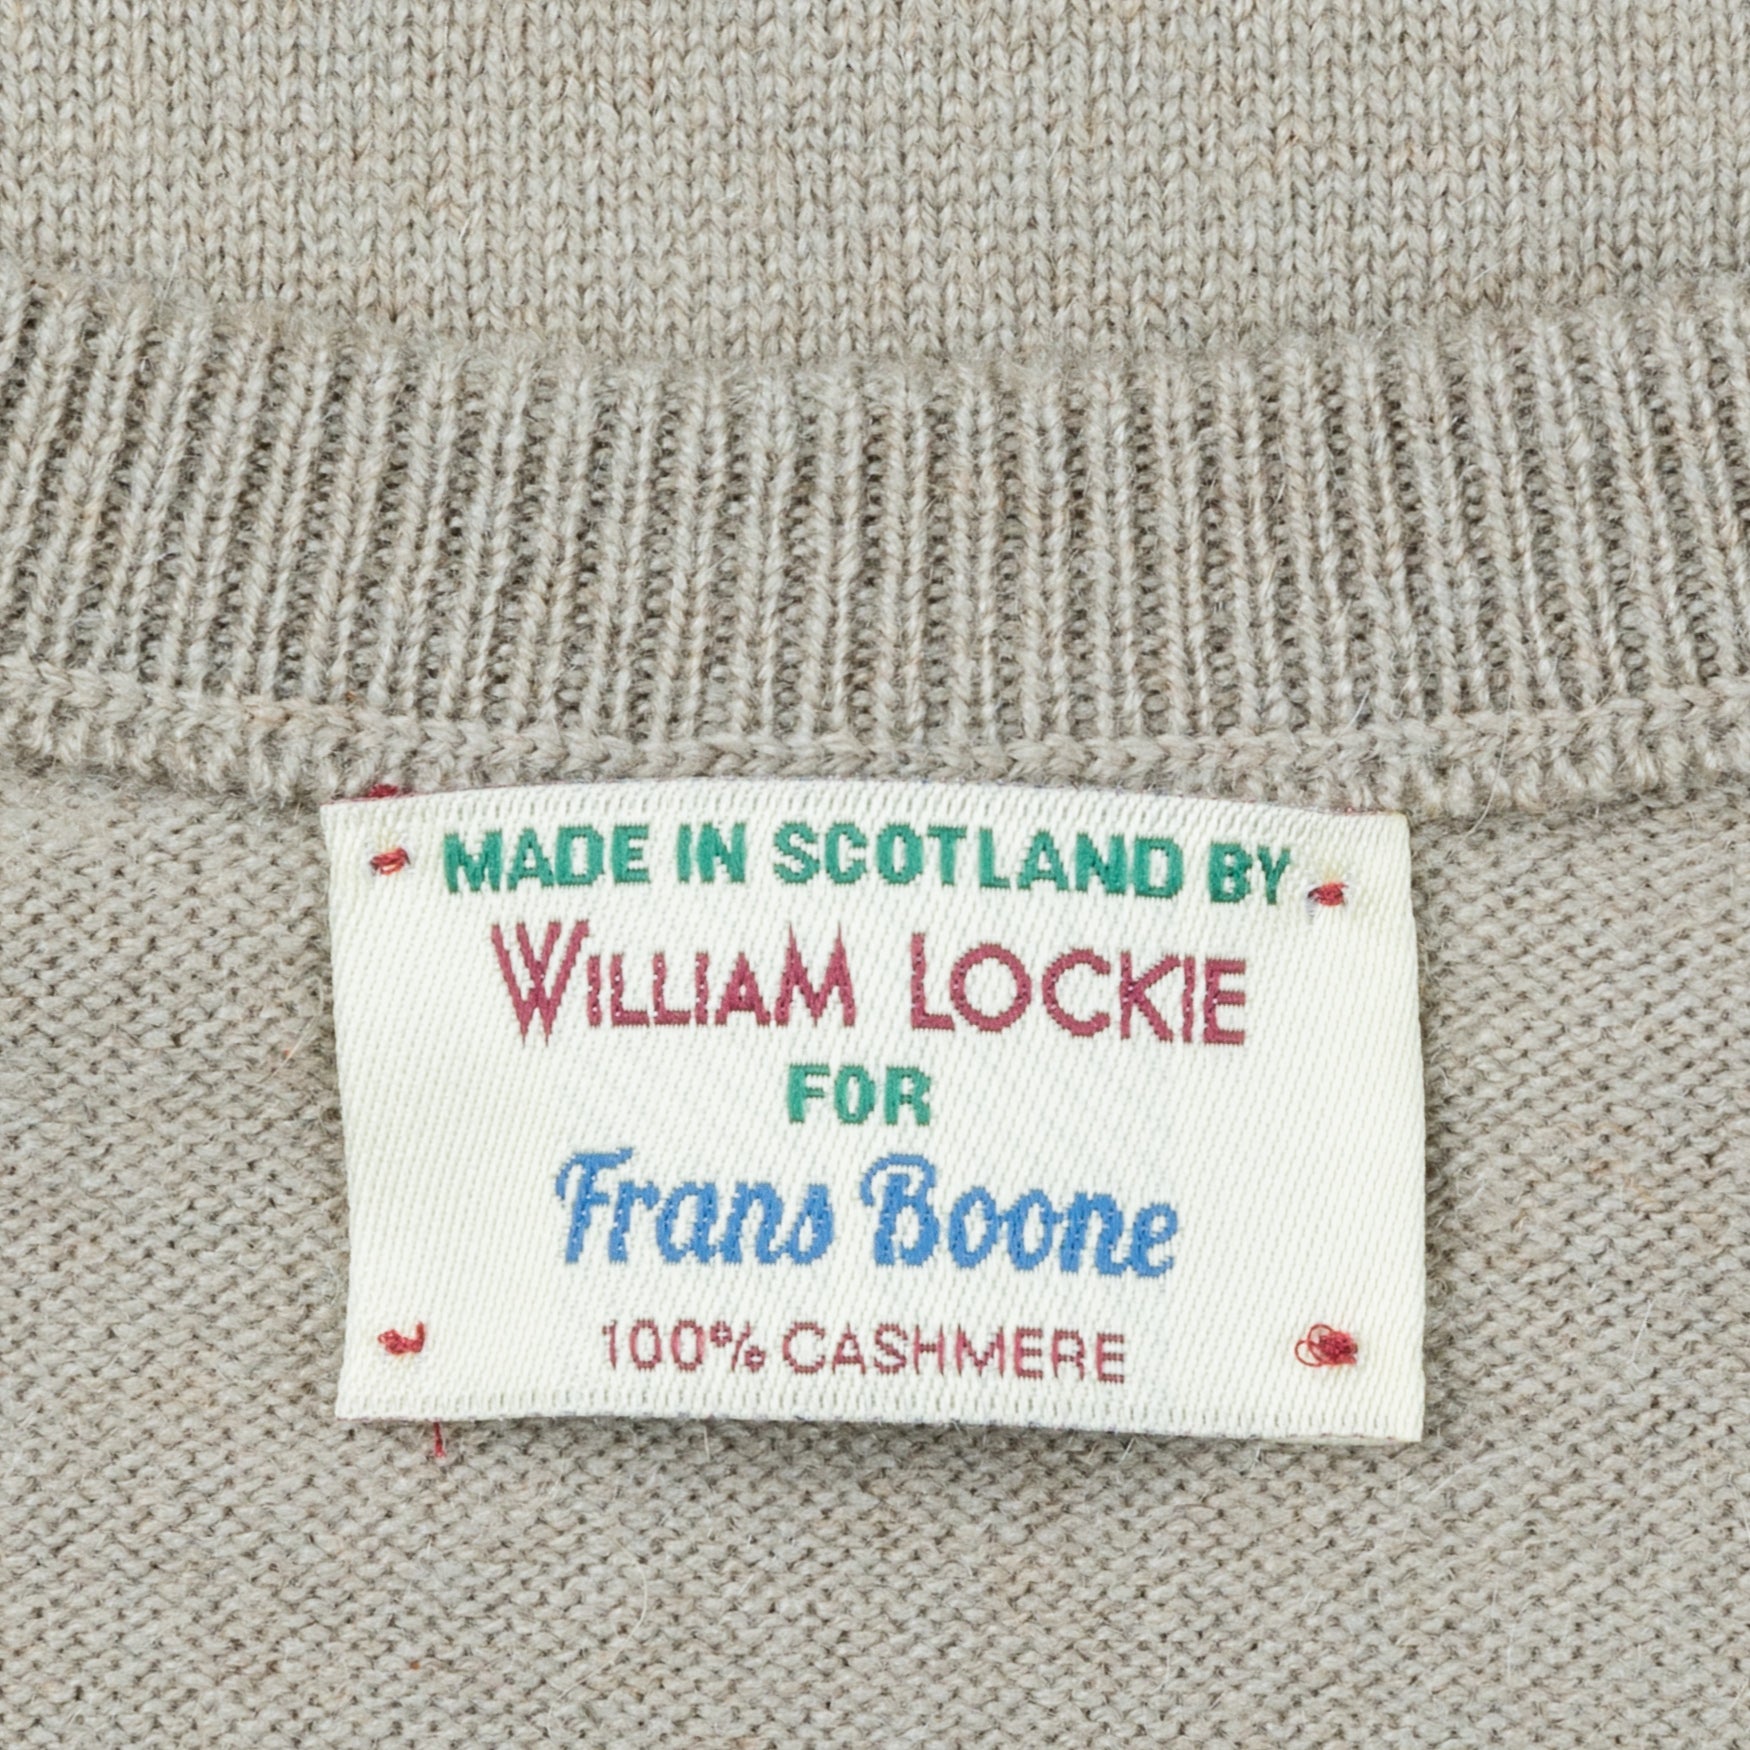 MADE IN SCOTLAND BY
WILLIAM LOCKIE
FOR
Frans Boone
100% CASHMERE